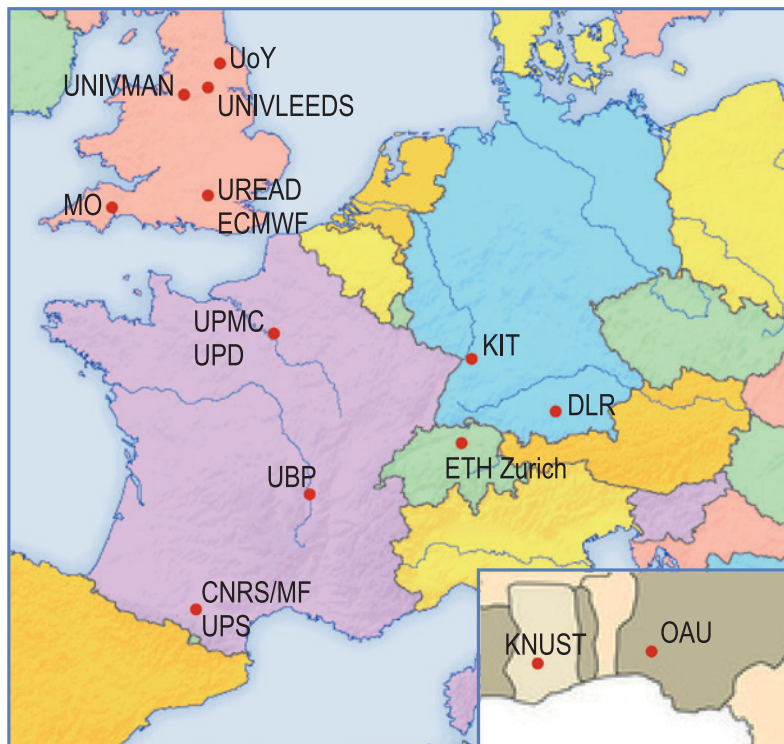 UoY
UNIVMAN
UNIVLEEDS
MO
UREAD
ECMWF
UPMC
UPD
KIT
DLR
ETH Zurich
UBP
CNRS/MF
UPS
KNUST
OAU